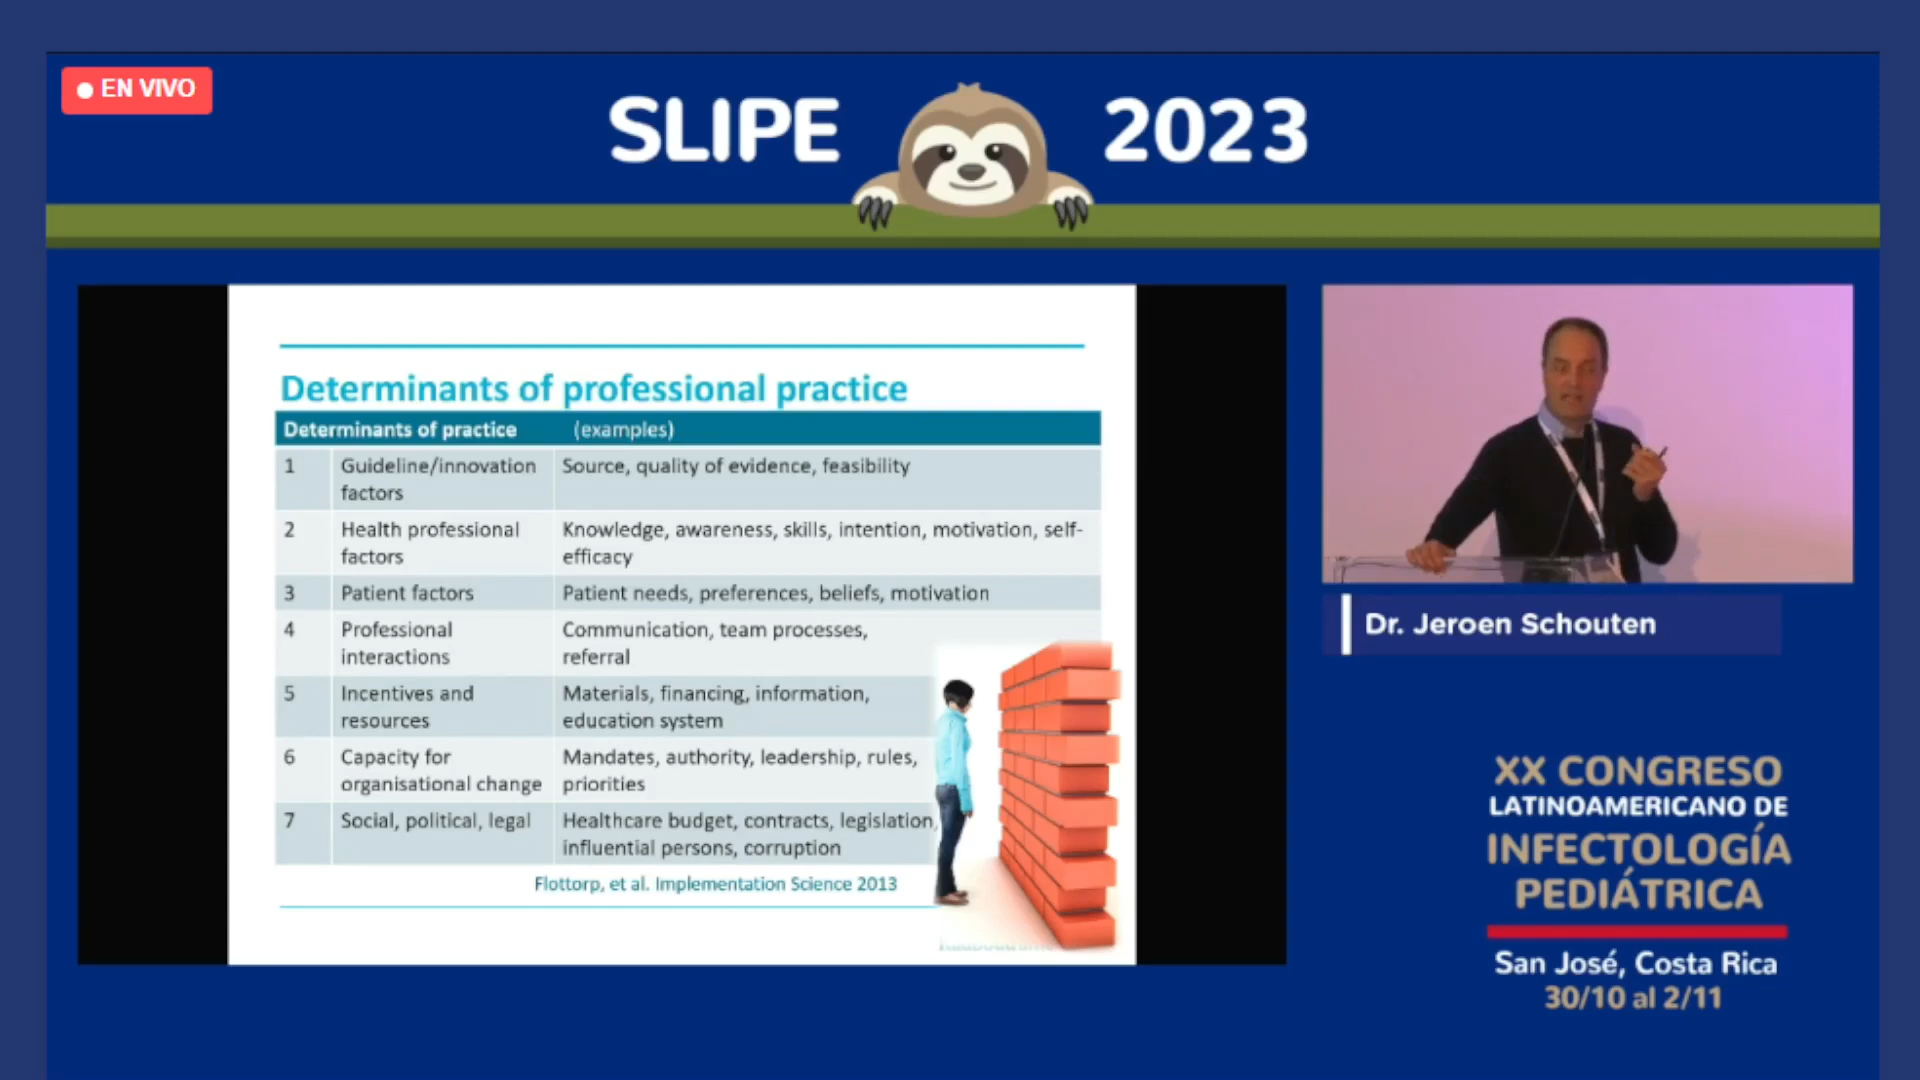 EN VIVO
SLIPE 2023
Determinants of professional practice
Determinants of practice (examples)
1 Guideline/innovation factors Source, quality of evidence, feasibility
2 Health professional factors Knowledge, awareness, skills, intention, motivation, self-efficacy
3 Patient factors Patient needs, preferences, beliefs, motivation
4 Professional interactions Communication, team processes, referral
5 Incentives and resources Materials, financing, information, education system
6 Capacity for organisational change Mandates, authority, leadership, rules, priorities
7 Social, political, legal Healthcare budget, contracts, legislation, influential persons, corruption
Flottorp, et al. Implementation Science 2013
Dr. Jeroen Schouten
XX CONGRESO
LATINOAMERICANO DE
INFECTOLOGÍA
PEDIÁTRICA
San José, Costa Rica
30/10 al 2/11